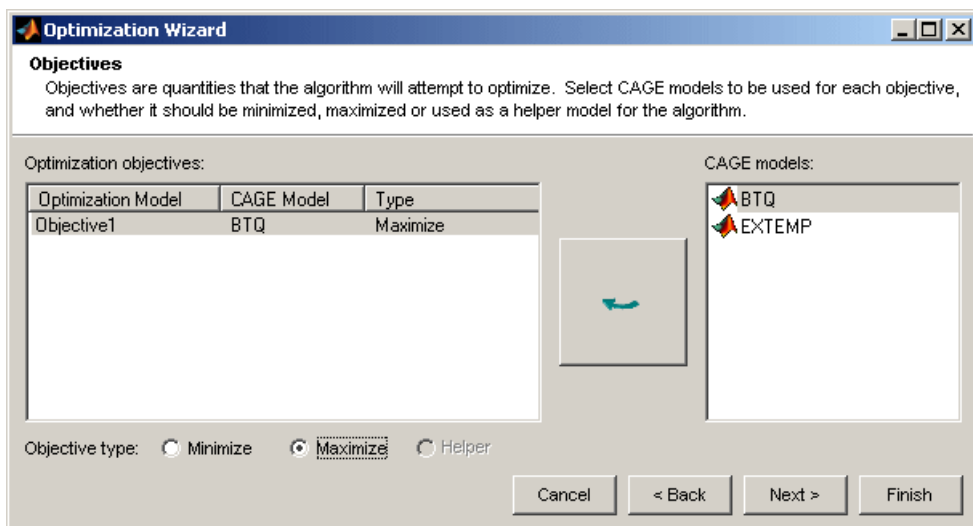 Optimization Wizard
Objectives
Objectives are quantities that the algorithm will attempt to optimize. Select CAGE models to be used for each objective,
and whether it should be minimized, maximized or used as a helper model for the algorithm.
Optimization objectives:
CAGE models:
Optimization Model CAGE Model Type
Objective1 BTQ Maximize
BTQ
EXTEMP
Objective type: Minimize Maximize Helper
Cancel < Back Next > Finish